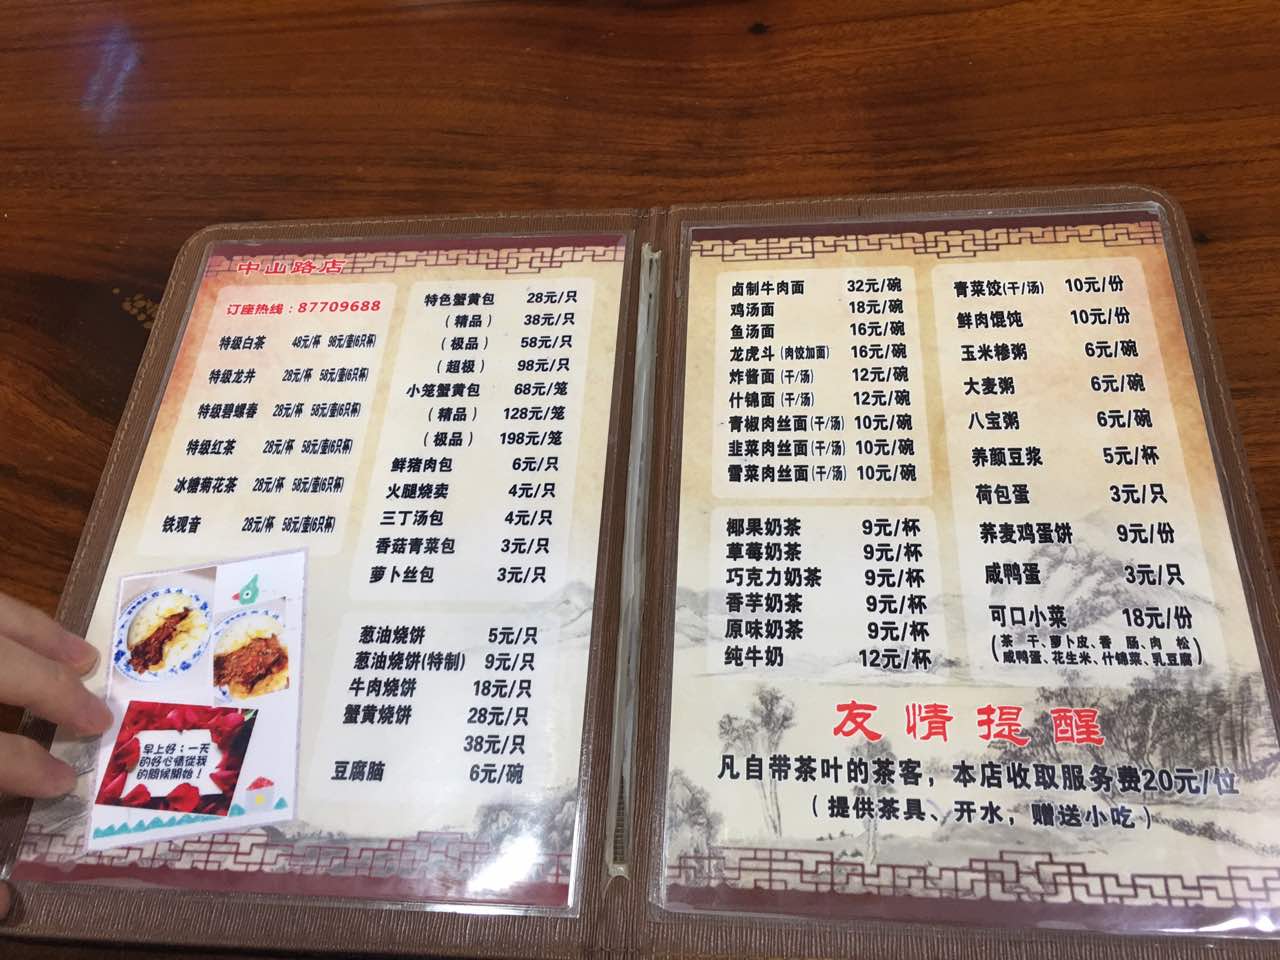 中山路店
订座热线：87709688
特级白茶 48元/杯 98元/壶(6只杯)
特级龙井 28元/杯 58元/壶(6只杯)
特级碧螺春 28元/杯 58元/壶(6只杯)
特级红茶 28元/杯 58元/壶(6只杯)
冰糖菊花茶 28元/杯 58元/壶(6只杯)
铁观音 28元/杯 58元/壶(6只杯)
早上好；一天
的好心情從我
的問候開始！
特色蟹黄包 28元/只
（精品） 38元/只
（极品） 58元/只
（超极） 98元/只
小笼蟹黄包 68元/笼
（精品） 128元/笼
（极品） 198元/笼
鲜猪肉包 6元/只
火腿烧卖 4元/只
三丁汤包 4元/只
香菇青菜包 3元/只
萝卜丝包 3元/只
葱油烧饼 5元/只
葱油烧饼(特制) 9元/只
牛肉烧饼 18元/只
蟹黄烧饼 28元/只
38元/只
豆腐脑 6元/碗
卤制牛肉面 32元/碗
鸡汤面 18元/碗
鱼汤面 16元/碗
龙虎斗(肉饺加面) 16元/碗
炸酱面(干/汤) 12元/碗
什锦面(干/汤) 12元/碗
青椒肉丝面(干/汤) 10元/碗
韭菜肉丝面(干/汤) 10元/碗
雪菜肉丝面(干/汤) 10元/碗
椰果奶茶 9元/杯
草莓奶茶 9元/杯
巧克力奶茶 9元/杯
香芋奶茶 9元/杯
原味奶茶 9元/杯
纯牛奶 12元/杯
青菜饺(干/汤) 10元/份
鲜肉馄饨 10元/份
玉米糁粥 6元/碗
大麦粥 6元/碗
八宝粥 6元/碗
养颜豆浆 5元/杯
荷包蛋 3元/只
荞麦鸡蛋饼 9元/份
咸鸭蛋 3元/只
可口小菜 18元/份
(茶干、萝卜皮、香肠、肉松
咸鸭蛋、花生米、什锦菜、乳豆腐)
友情提醒
凡自带茶叶的茶客，本店收取服务费20元/位
（提供茶具、开水，赠送小吃）